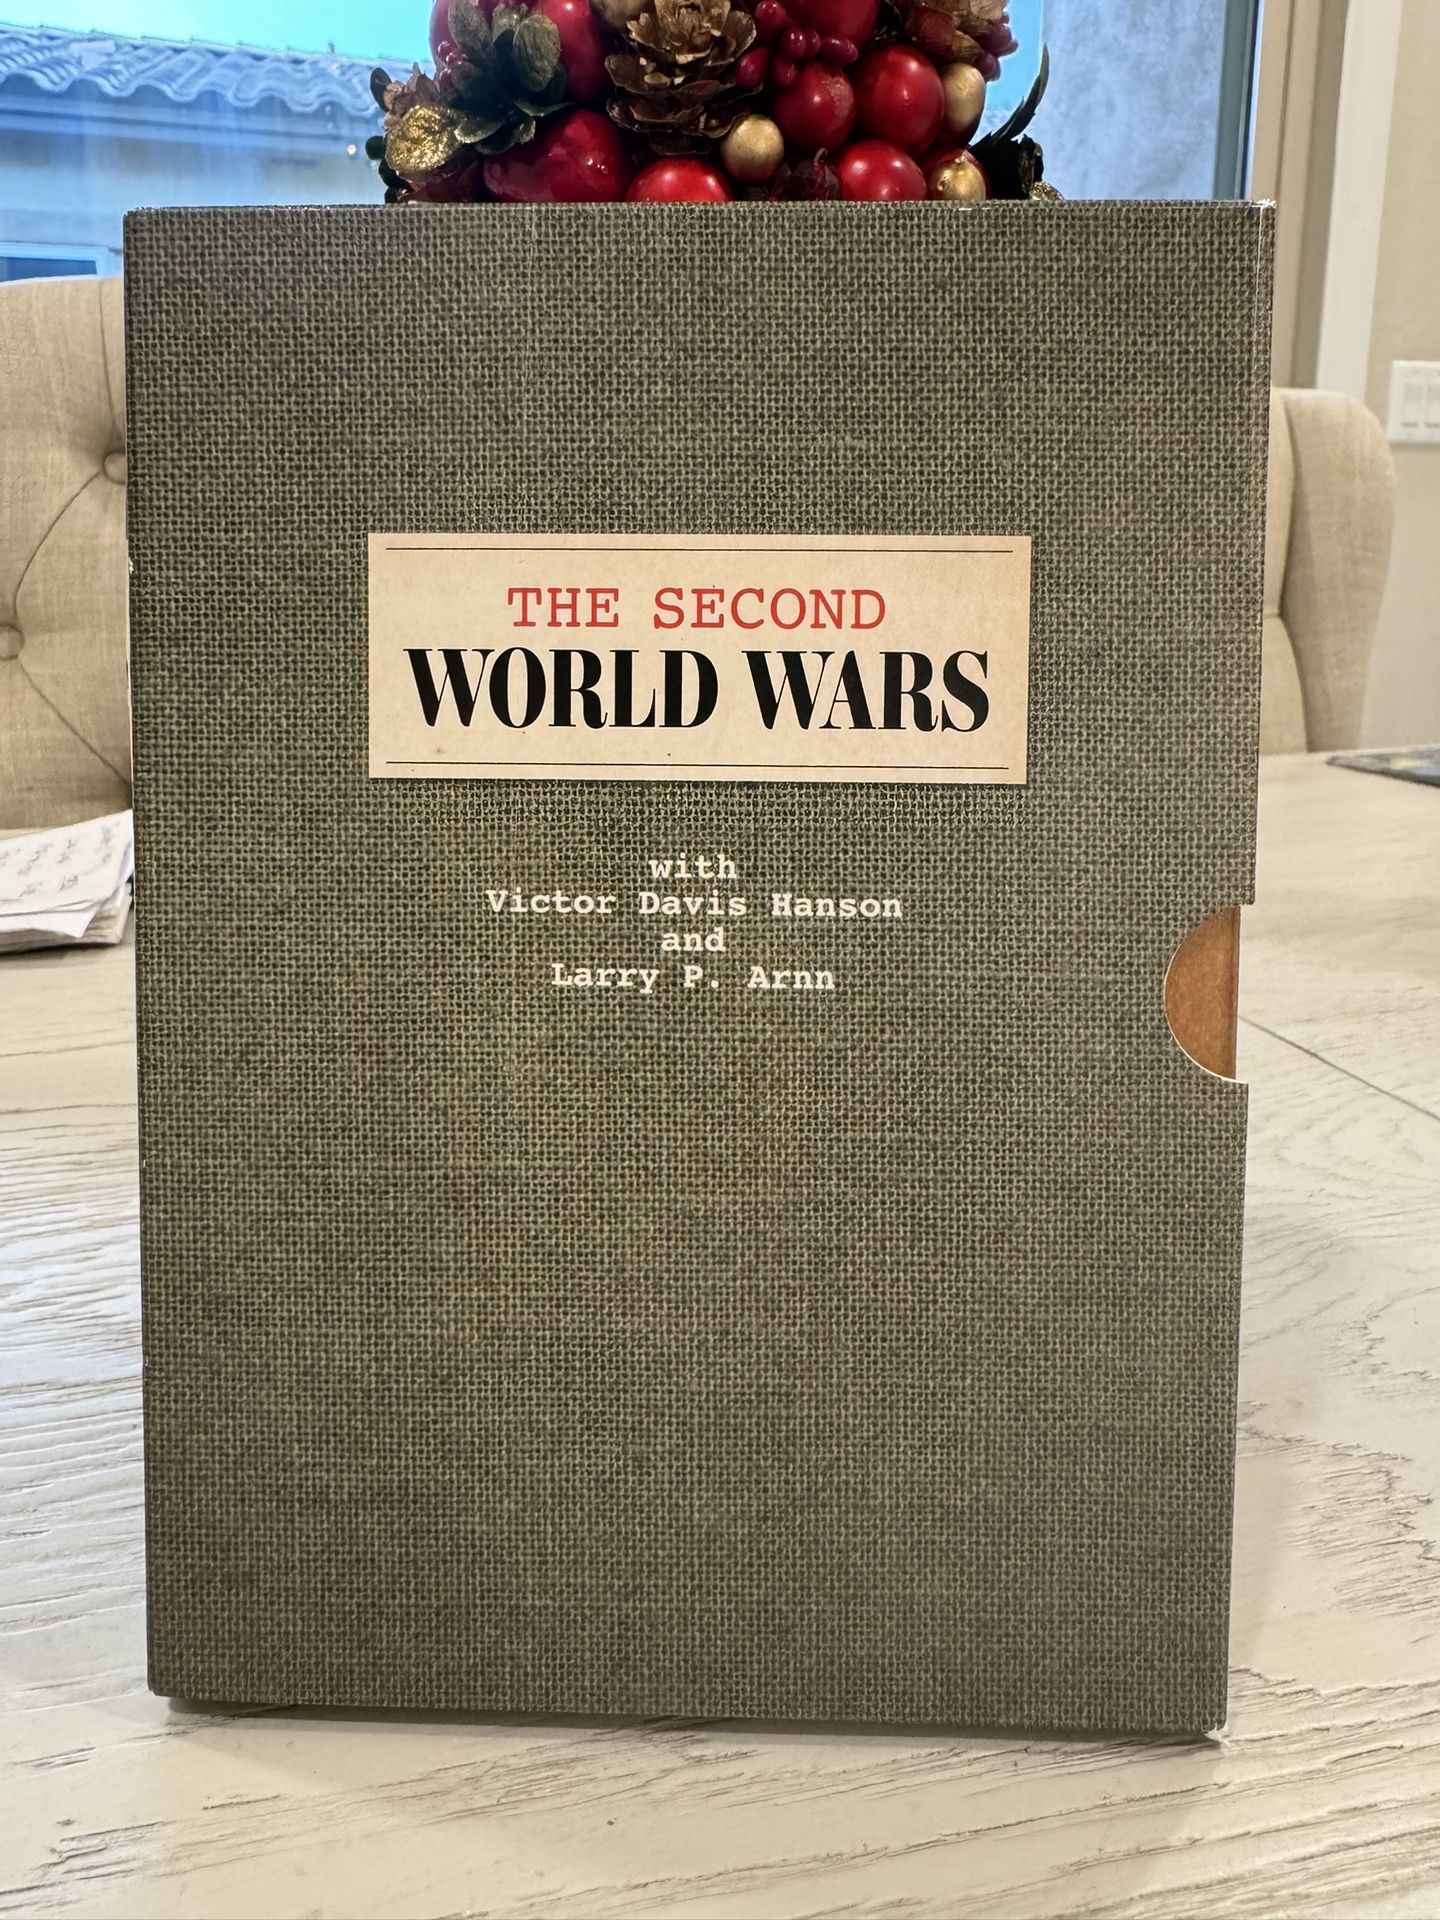 THE SECOND
WORLD WARS
with
Victor Davis Hanson
and
Larry P. Arnn